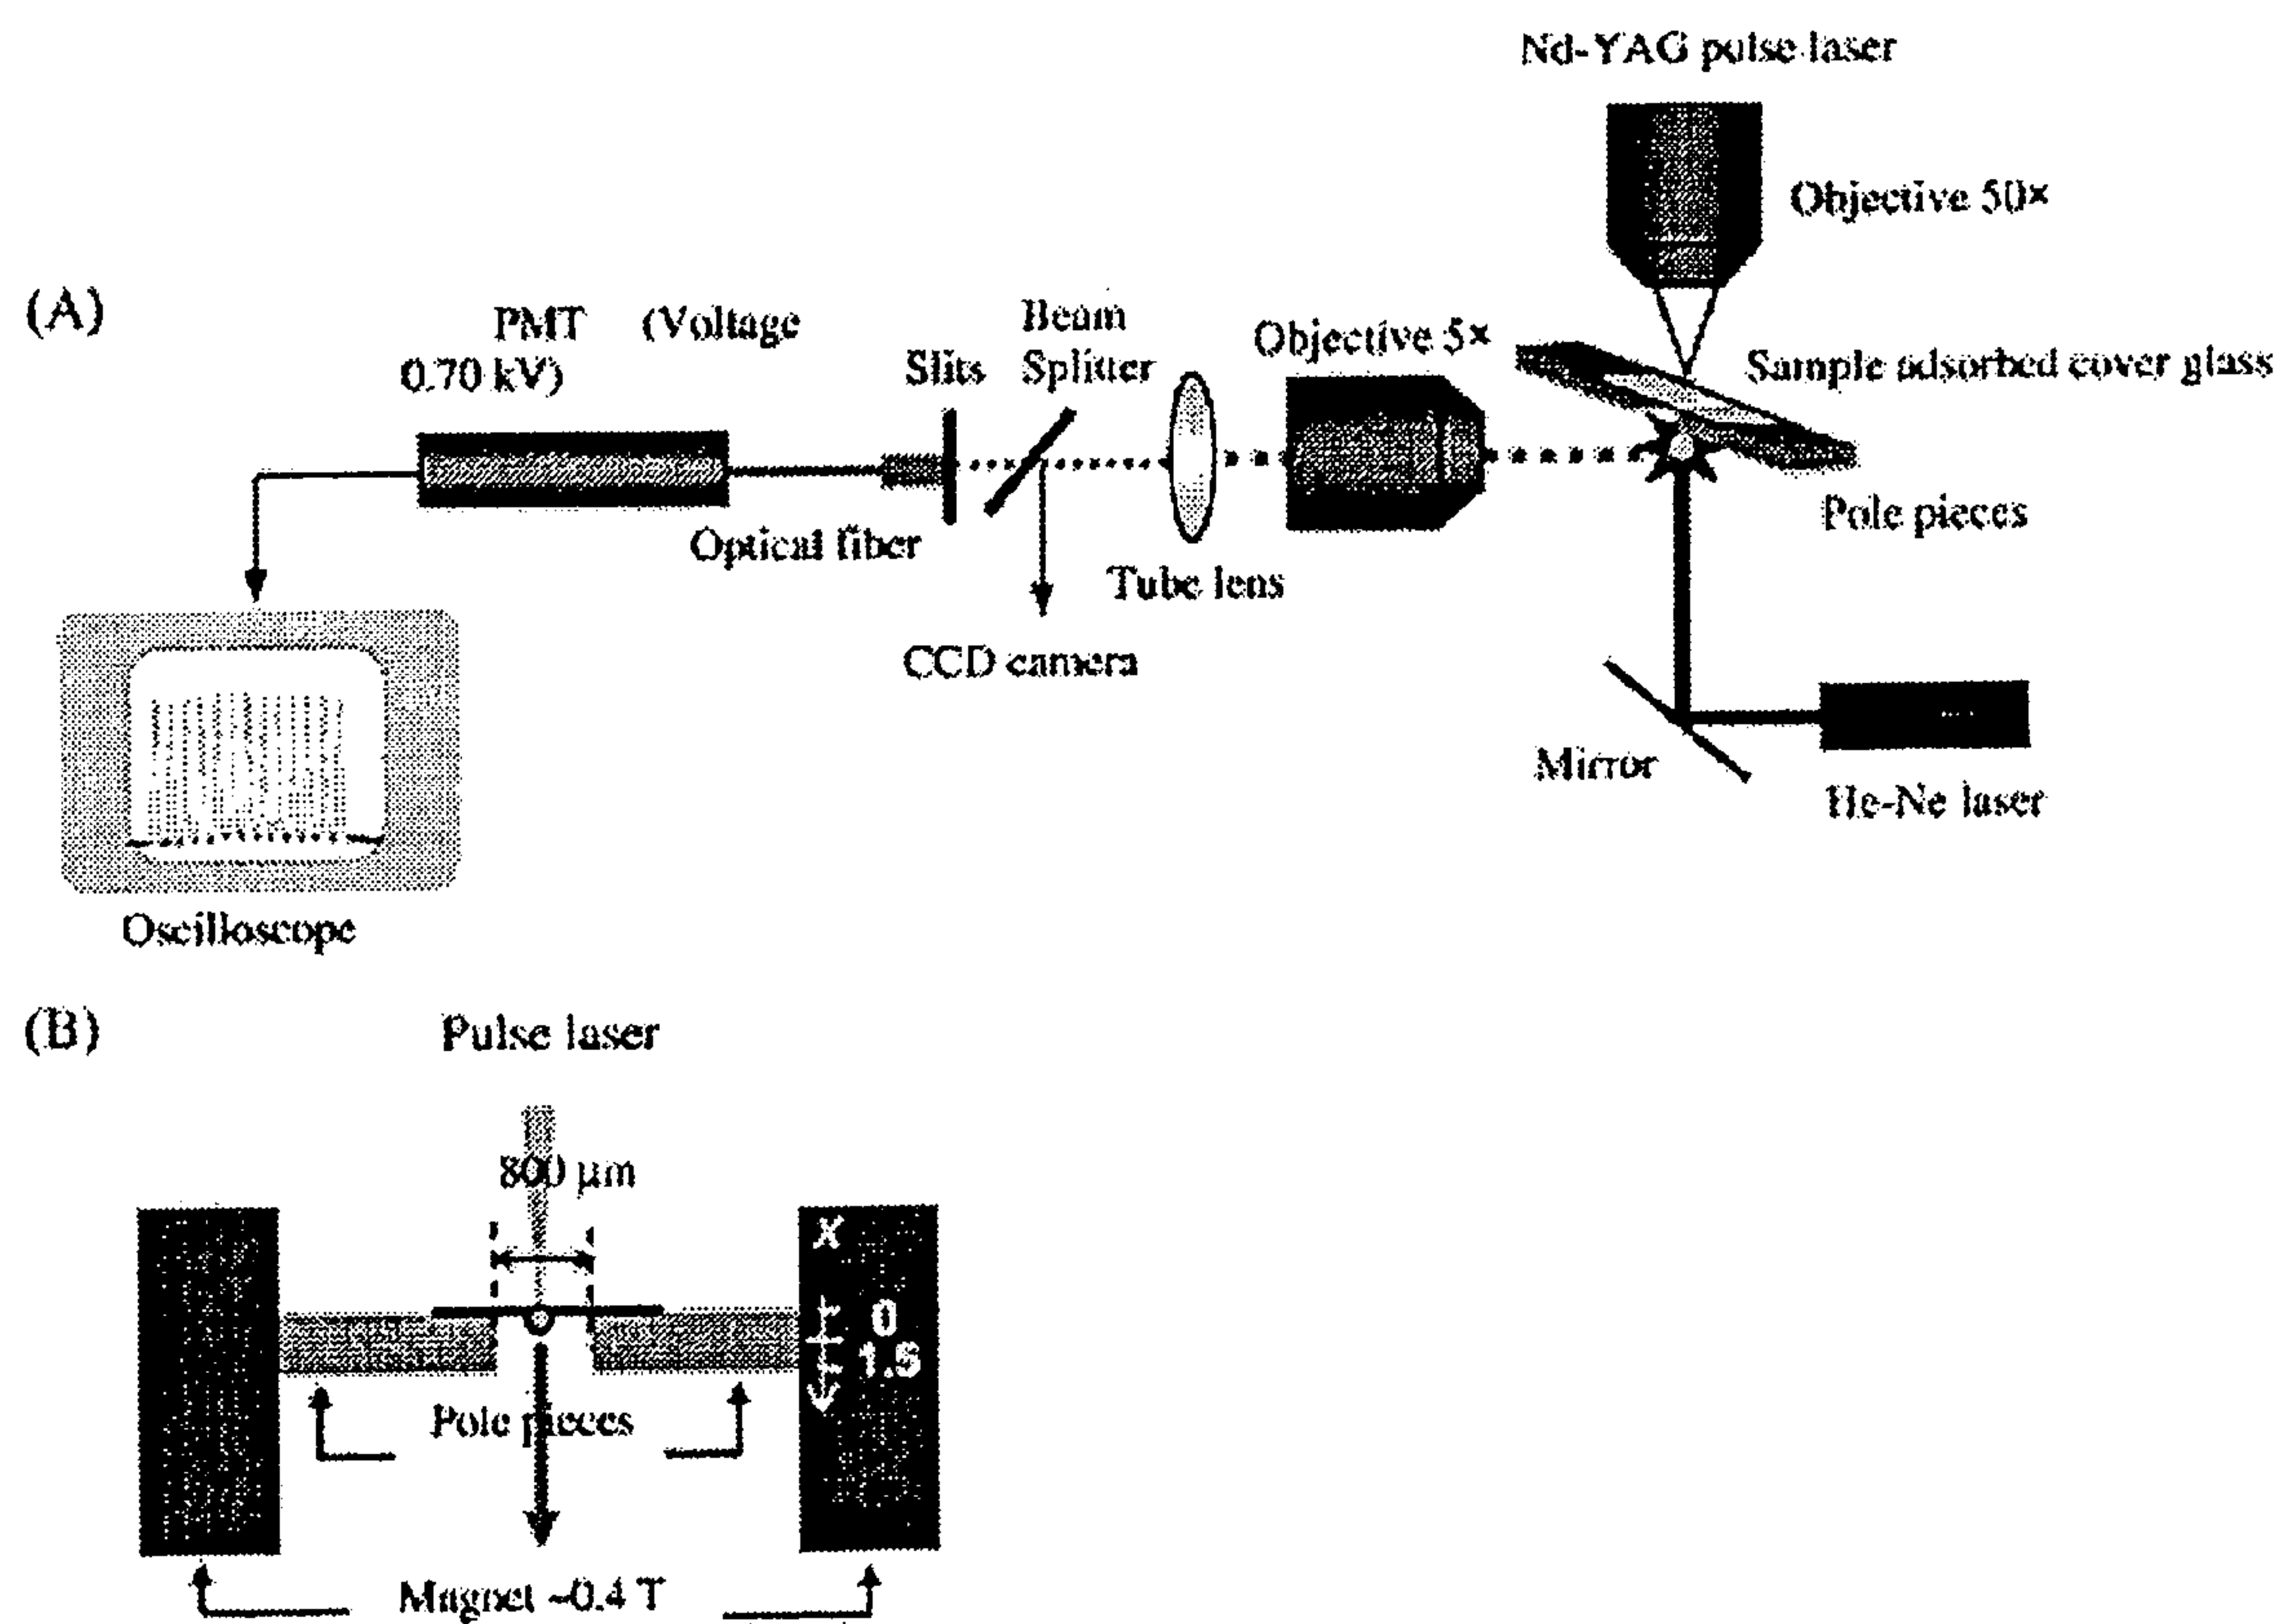 Nd-YAG pulse laser
Objective 50×
(A)
PMT (Voltage
0.70 kV)
Slits
Beam
Splitter
Objective 5×
Sample adsorbed cover glass
Optical fiber
Tube lens
Pole pieces
CCD camera
Mirror
He-Ne laser
Oscilloscope
(B)
Pulse laser
800 µm
X
0
1.5
Pole pieces
Magnet ~0.4 T